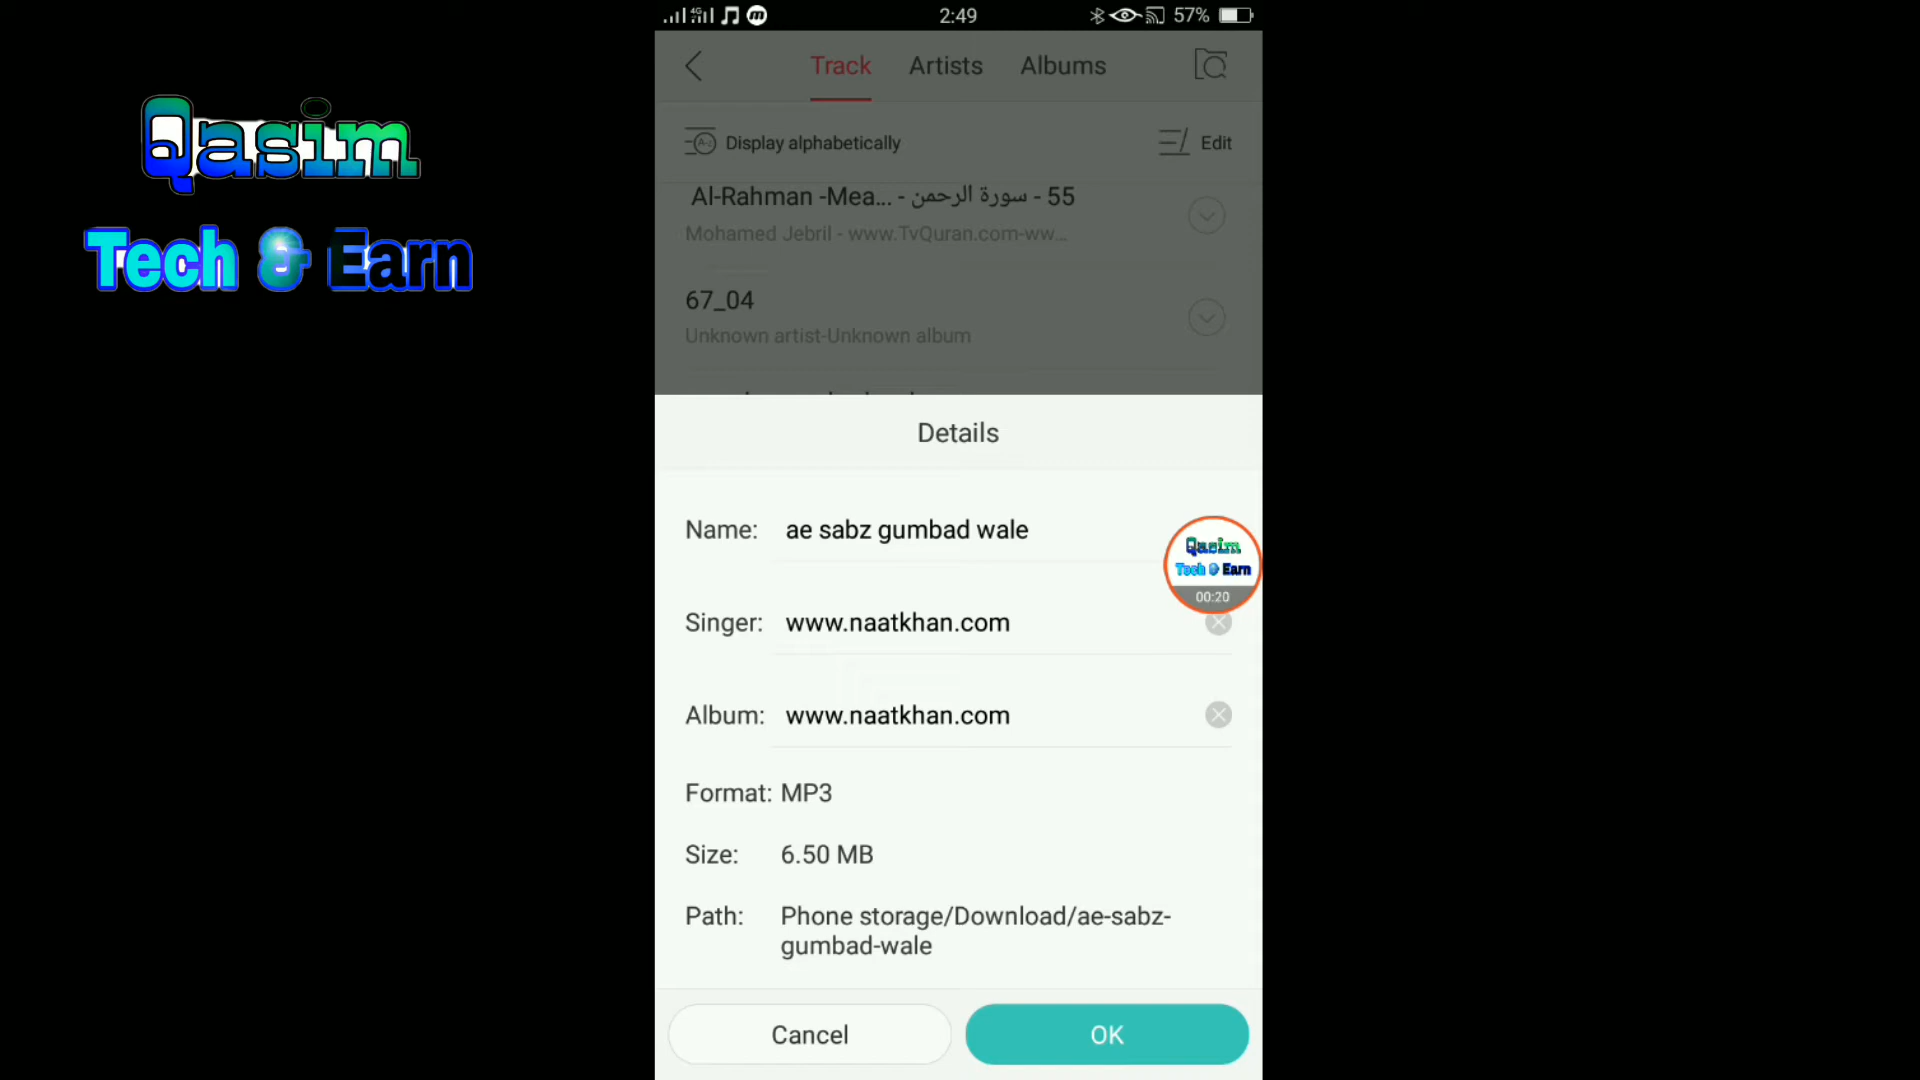 Qasim
Tech & Earn
4G
2:49
57%
Track
Artists
Albums
A-Z
Display alphabetically
Edit
Al-Rahman -Mea... - سورة الرحمن - 55
Mohamed Jebril - www.TvQuran.com-ww...
67_04
Unknown artist-Unknown album
Details
Name: ae sabz gumbad wale
Qasim
Tech & Earn
00:20
Singer: www.naatkhan.com
Album: www.naatkhan.com
Format: MP3
Size: 6.50 MB
Path: Phone storage/Download/ae-sabz-
gumbad-wale
Cancel
OK